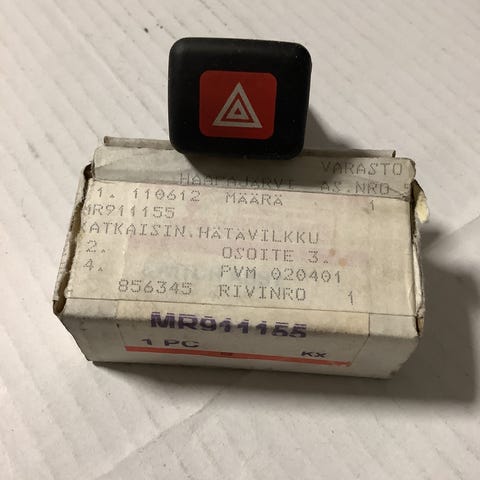 VARASTO
HAAPAJÄRVI AS.NRO 5
1. 110612 MÄÄRÄ 1
MR911155
KATKAISIN.HÄTÄVILKKU
2. OSOITE 3.
4. PVM 020401
856345 RIVINRO 1
MR911155
1 PC KX